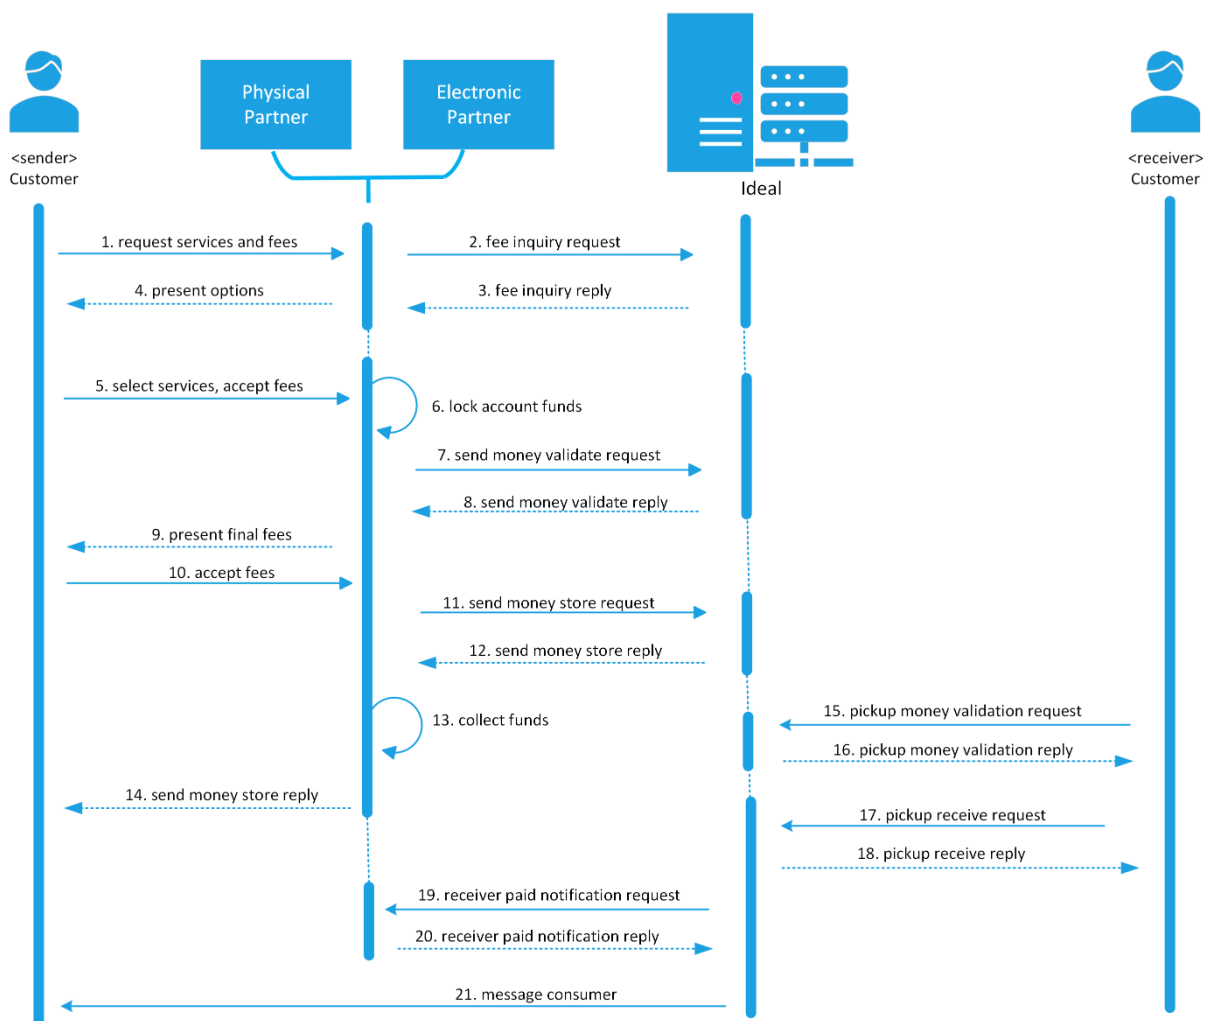 Physical
Partner
Electronic
Partner
<sender>
Customer
Ideal
<receiver>
Customer
1. request services and fees
2. fee inquiry request
4. present options
3. fee inquiry reply
5. select services, accept fees
6. lock account funds
7. send money validate request
8. send money validate reply
9. present final fees
10. accept fees
11. send money store request
12. send money store reply
13. collect funds
15. pickup money validation request
16. pickup money validation reply
14. send money store reply
17. pickup receive request
18. pickup receive reply
19. receiver paid notification request
20. receiver paid notification reply
21. message consumer